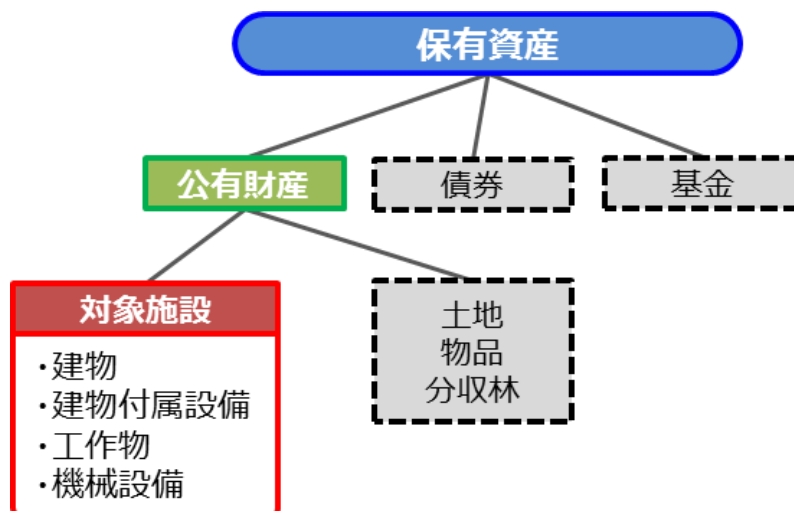 保有資産
公有財産
債券
基金
対象施設
・建物
・建物付属設備
・工作物
・機械設備
土地
物品
分収林